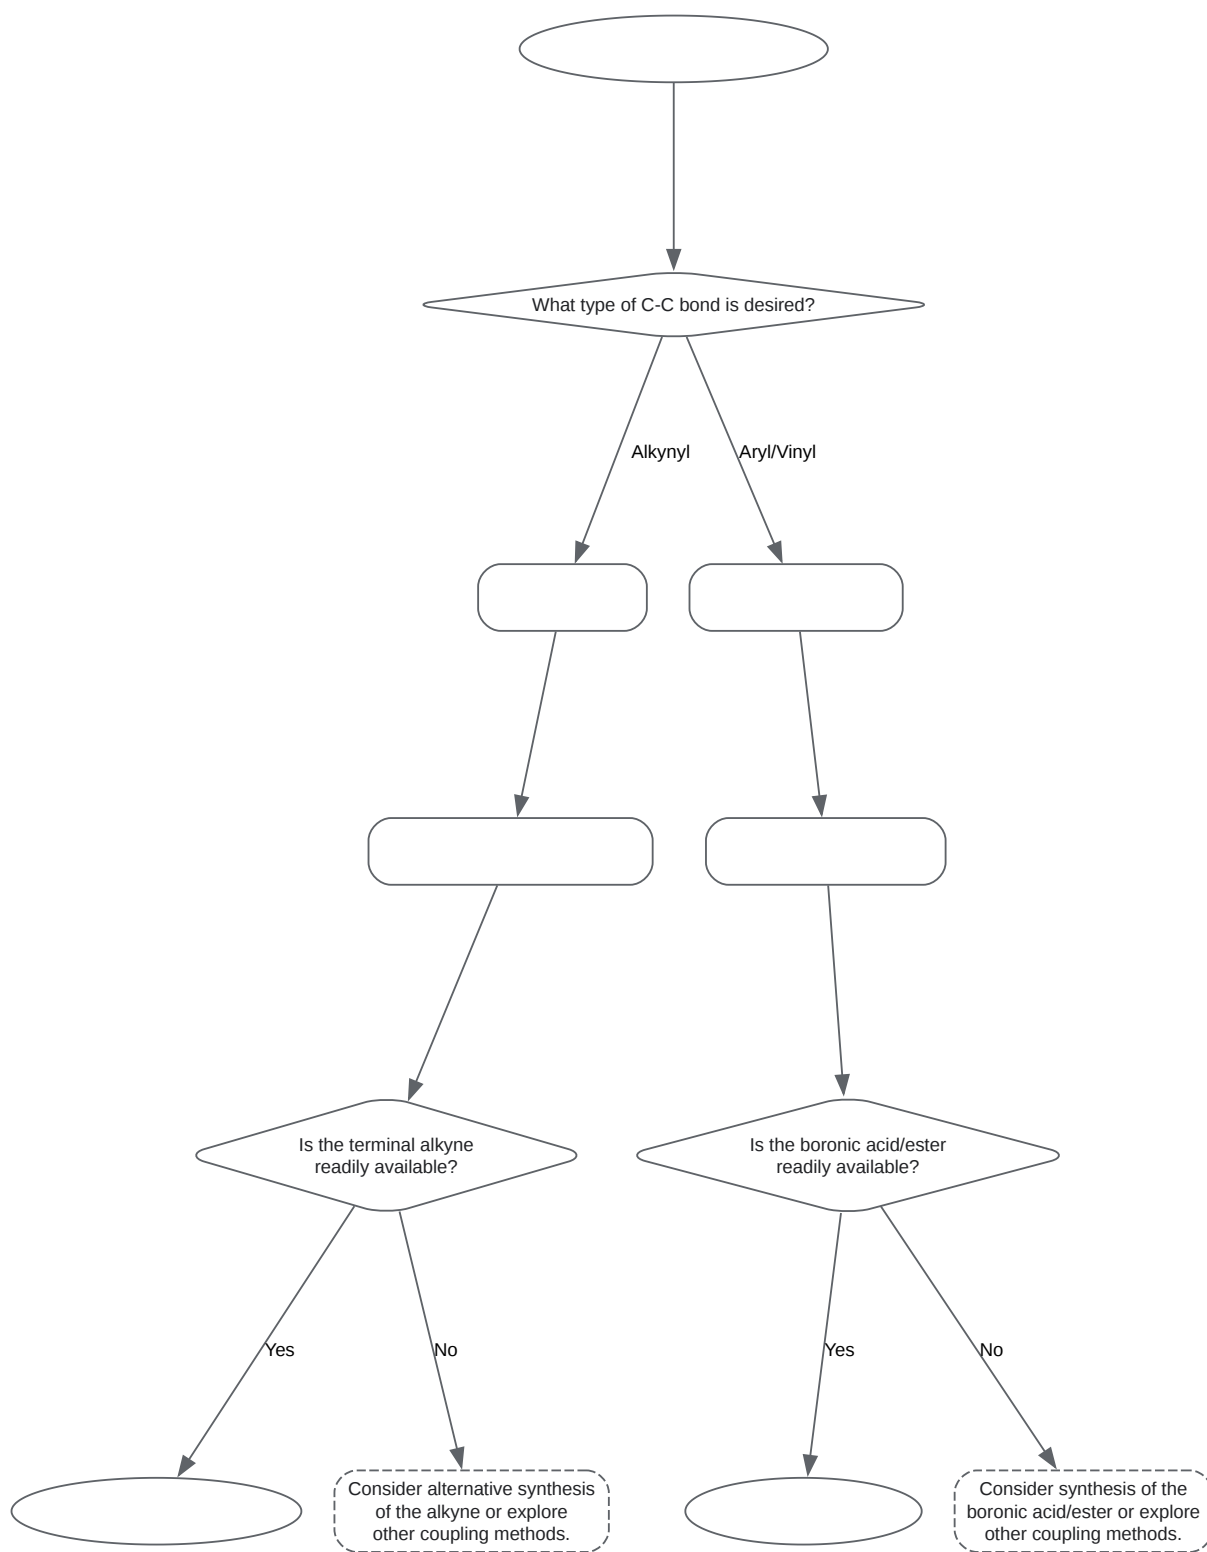 What type of C-C bond is desired?
Alkynyl
Aryl/Vinyl
Is the terminal alkyne
readily available?
Is the boronic acid/ester
readily available?
Yes
No
Yes
No
Consider alternative synthesis
of the alkyne or explore
other coupling methods.
Consider synthesis of the
boronic acid/ester or explore
other coupling methods.